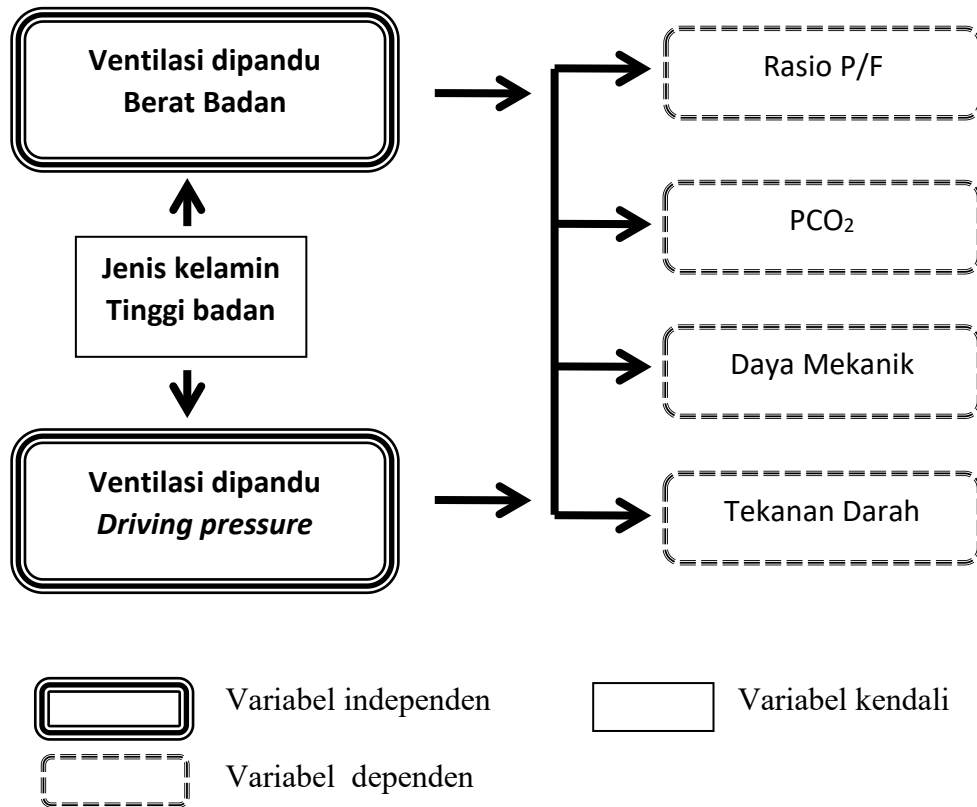 Ventilasi dipandu
Berat Badan
Jenis kelamin
Tinggi badan
Ventilasi dipandu
Driving pressure
Rasio P/F
PCO₂
Daya Mekanik
Tekanan Darah
Variabel independen
Variabel kendali
Variabel dependen